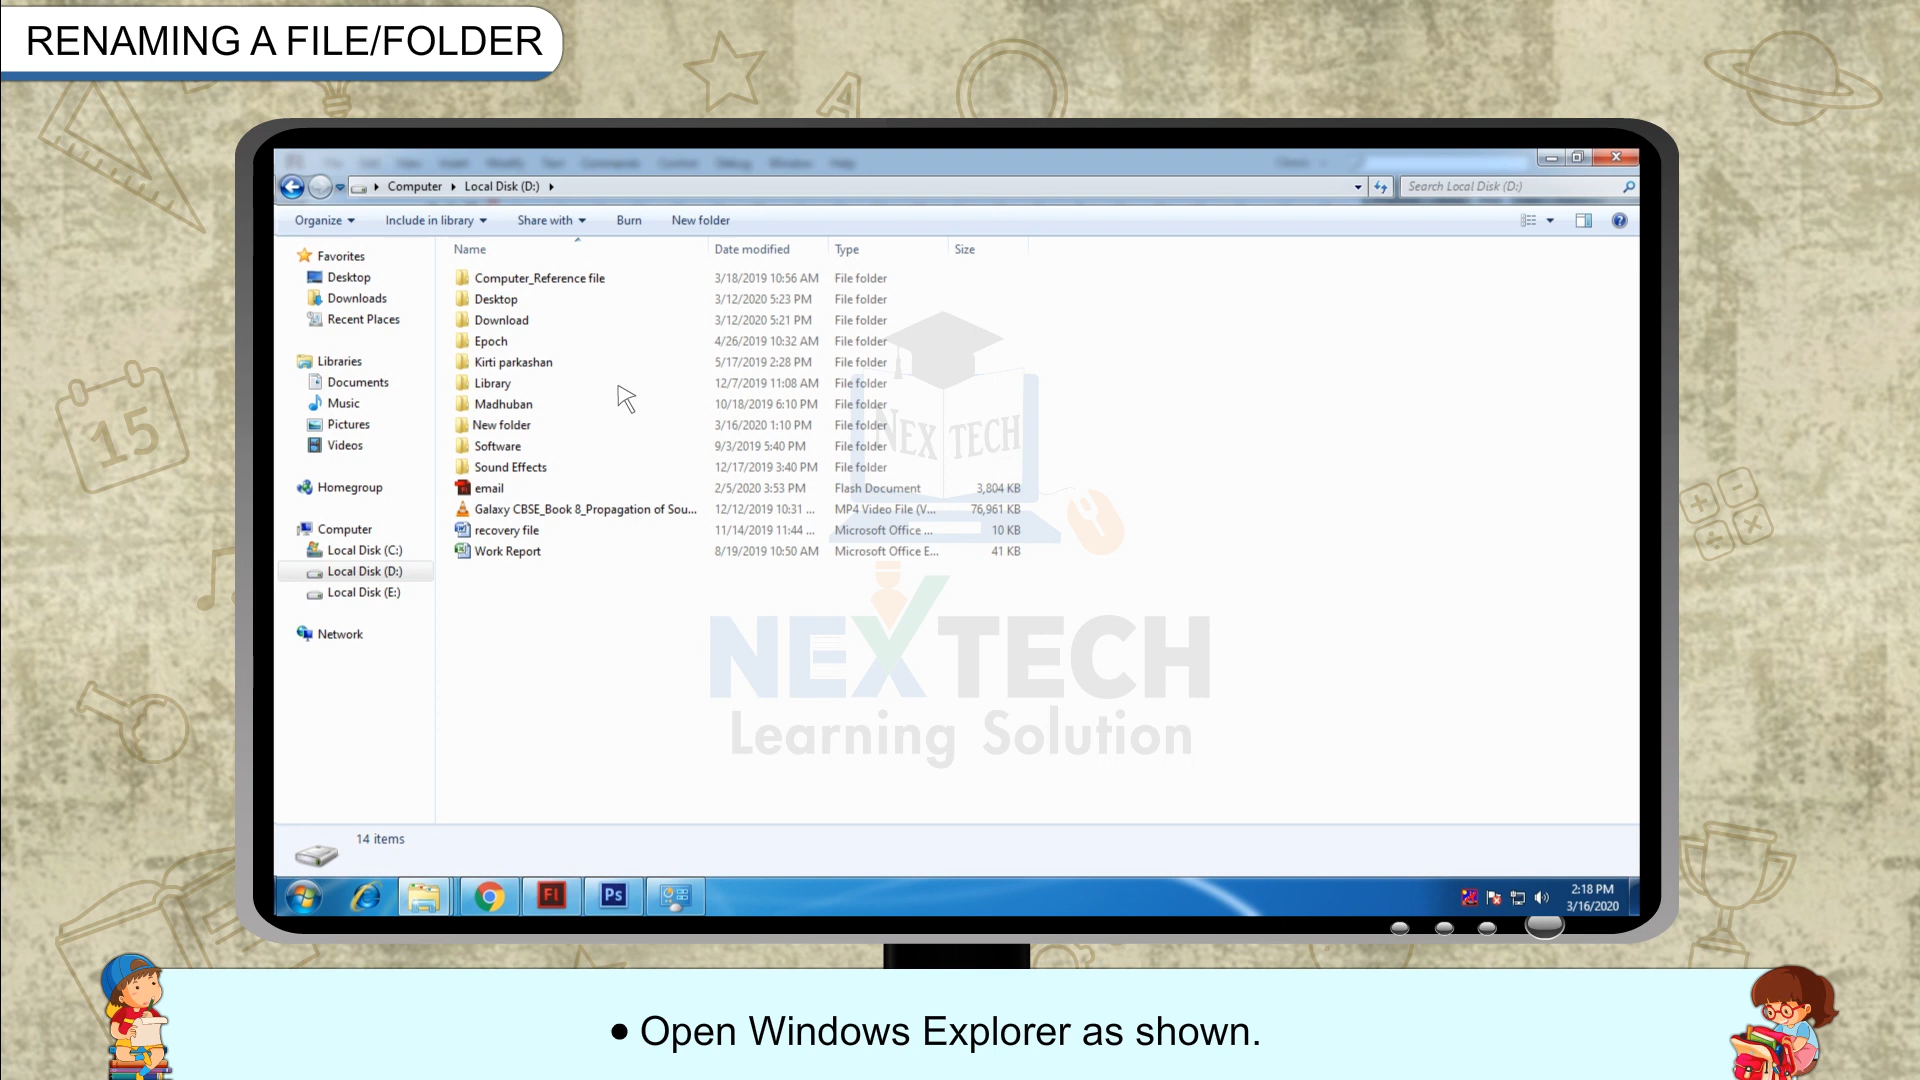 RENAMING A FILE/FOLDER
Computer Local Disk (D:)
Search Local Disk (D:)
Organize Include in library Share with Burn New folder
Name Date modified Type Size
Favorites
Desktop
Downloads
Recent Places
Libraries
Documents
Music
Pictures
Videos
Homegroup
Computer
Local Disk (C:)
Local Disk (D:)
Local Disk (E:)
Network
Computer_Reference file 3/18/2019 10:56 AM File folder
Desktop 3/12/2020 5:23 PM File folder
Download 3/12/2020 5:21 PM File folder
Epoch 4/26/2019 10:32 AM File folder
Kirti parkashan 5/17/2019 2:28 PM File folder
Library 12/7/2019 11:08 AM File folder
Madhuban 10/18/2019 6:10 PM File folder
New folder 3/16/2020 1:10 PM File folder
Software 9/3/2019 5:40 PM File folder
Sound Effects 12/17/2019 3:40 PM File folder
email 2/5/2020 3:53 PM Flash Document 3,804 KB
Galaxy CBSE_Book 8_Propagation of Sou... 12/12/2019 10:31 ... MP4 Video File (V... 76,961 KB
recovery file 11/14/2019 11:44 ... Microsoft Office ... 10 KB
Work Report 8/19/2019 10:50 AM Microsoft Office E... 41 KB
NEX TECH
NEXTECH
Learning Solution
14 items
Fl
Ps
2:18 PM
3/16/2020
15
A
• Open Windows Explorer as shown.